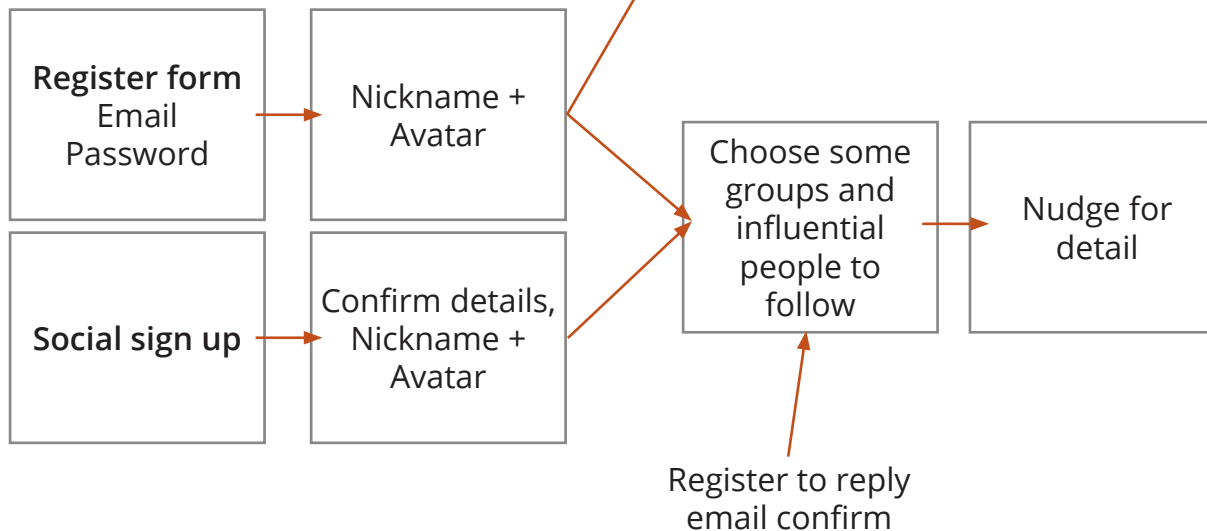 Register form
Email
Password
Nickname +
Avatar
Social sign up
Confirm details,
Nickname +
Avatar
Choose some
groups and
influential
people to
follow
Nudge for
detail
Register to reply
email confirm